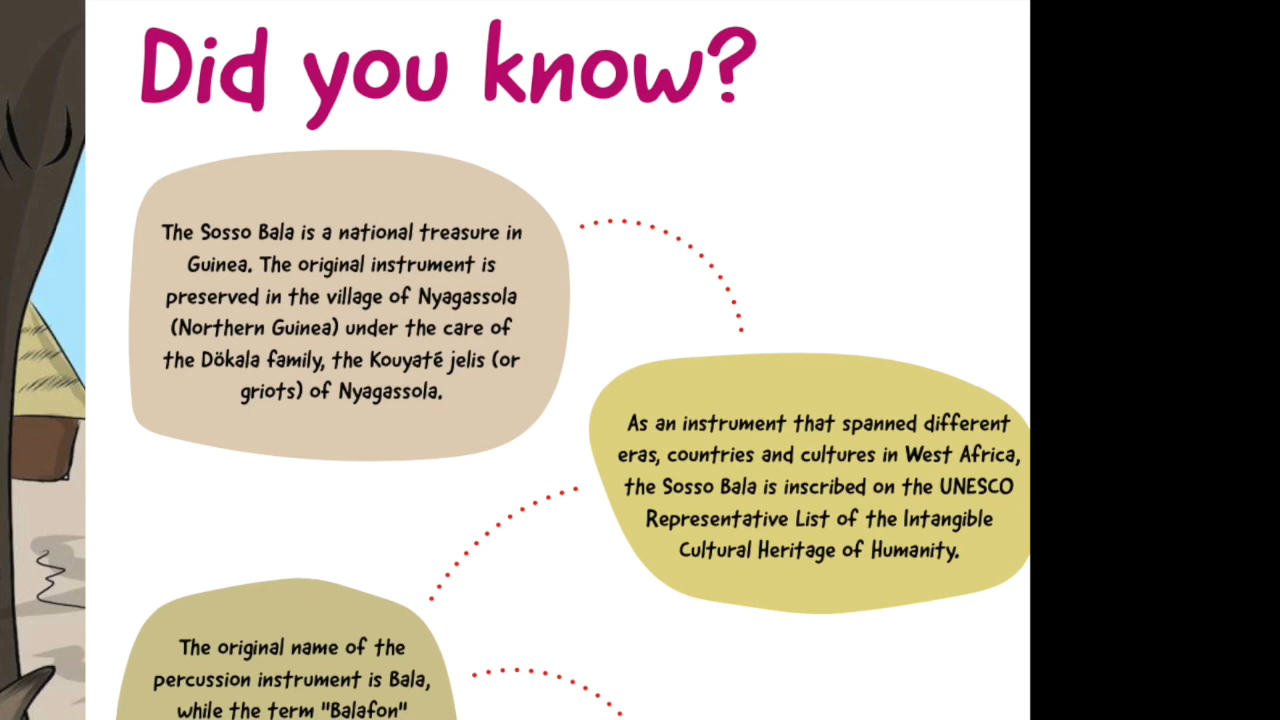 Did you know?
The Sosso Bala is a national treasure in
Guinea. The original instrument is
preserved in the village of Nyagassola
(Northern Guinea) under the care of
the Dökala family, the Kouyaté jelis (or
griots) of Nyagassola.
As an instrument that spanned different
eras, countries and cultures in West Africa,
the Sosso Bala is inscribed on the UNESCO
Representative List of the Intangible
Cultural Heritage of Humanity.
The original name of the
percussion instrument is Bala,
while the term "Balafon"